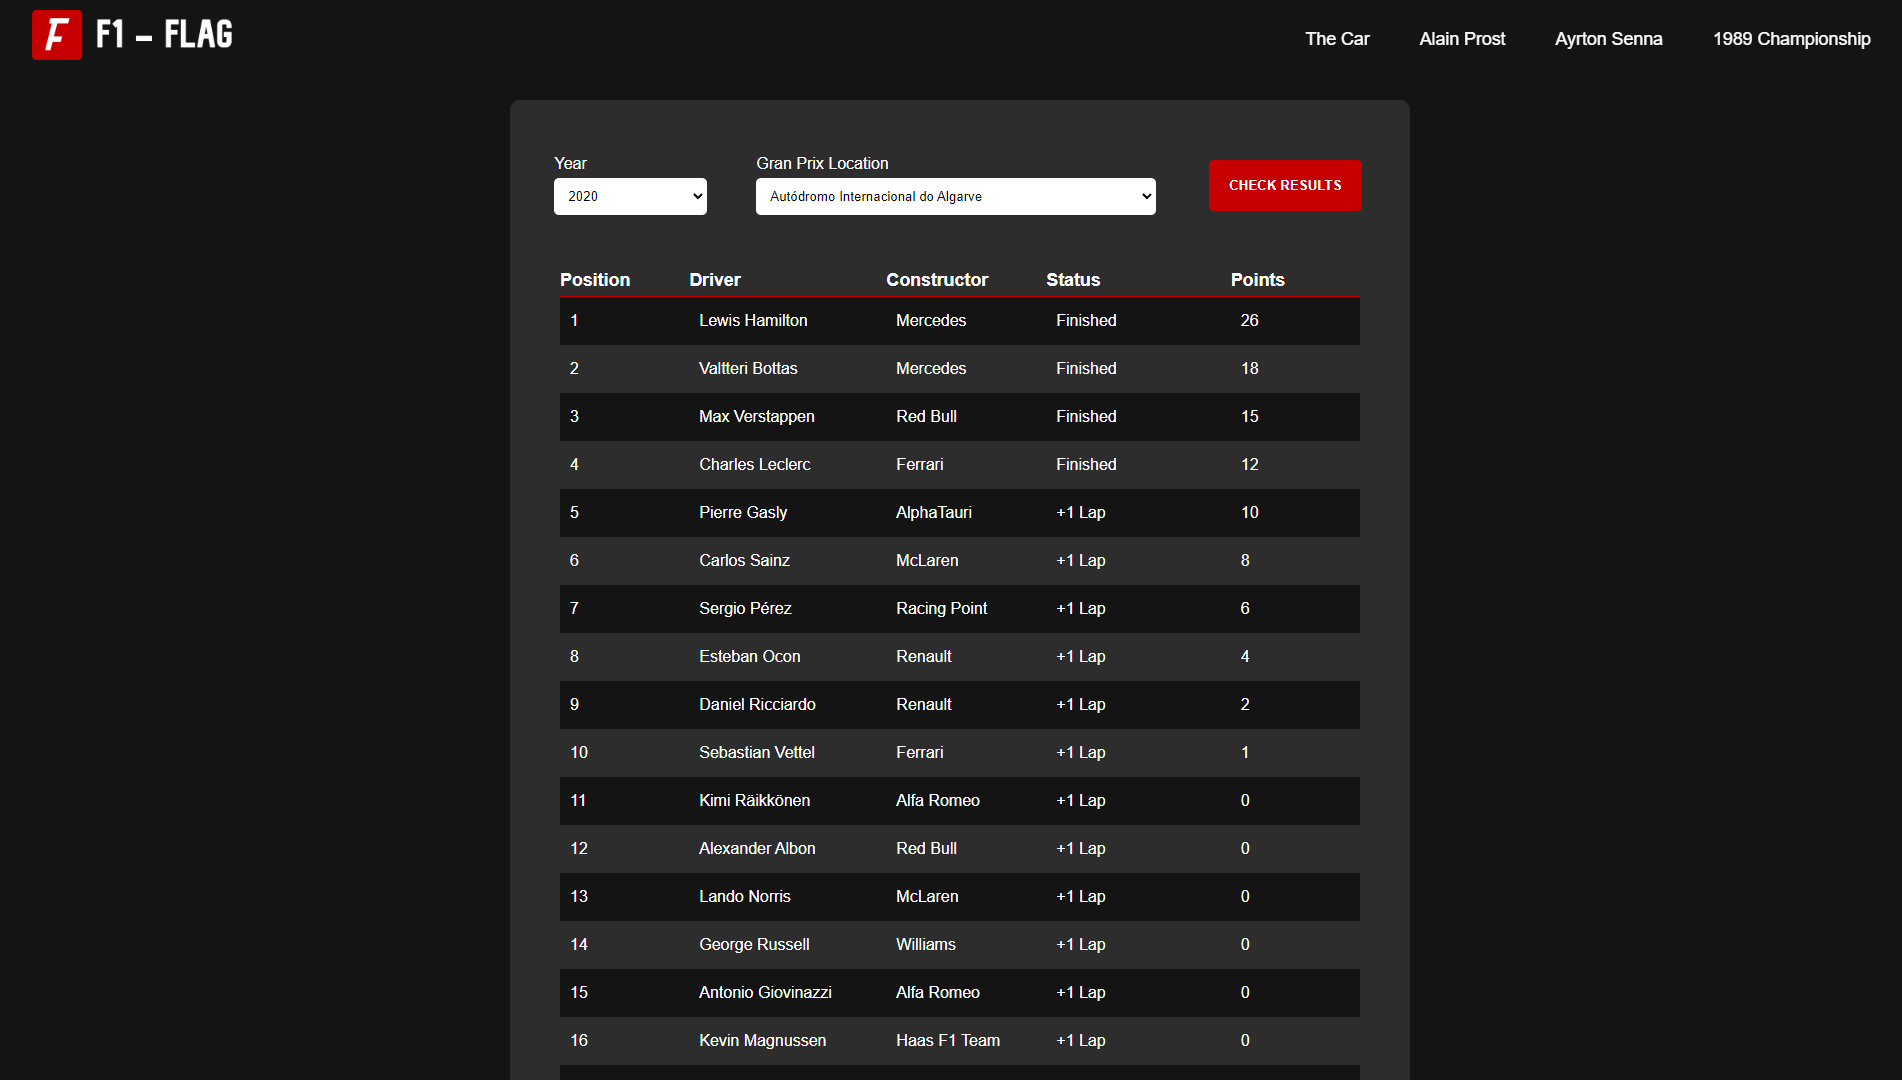 F F1 – FLAG The Car Alain Prost Ayrton Senna 1989 Championship
Year Gran Prix Location
2020 Autódromo Internacional do Algarve CHECK RESULTS
Position Driver Constructor Status Points
1 Lewis Hamilton Mercedes Finished 26
2 Valtteri Bottas Mercedes Finished 18
3 Max Verstappen Red Bull Finished 15
4 Charles Leclerc Ferrari Finished 12
5 Pierre Gasly AlphaTauri +1 Lap 10
6 Carlos Sainz McLaren +1 Lap 8
7 Sergio Pérez Racing Point +1 Lap 6
8 Esteban Ocon Renault +1 Lap 4
9 Daniel Ricciardo Renault +1 Lap 2
10 Sebastian Vettel Ferrari +1 Lap 1
11 Kimi Räikkönen Alfa Romeo +1 Lap 0
12 Alexander Albon Red Bull +1 Lap 0
13 Lando Norris McLaren +1 Lap 0
14 George Russell Williams +1 Lap 0
15 Antonio Giovinazzi Alfa Romeo +1 Lap 0
16 Kevin Magnussen Haas F1 Team +1 Lap 0